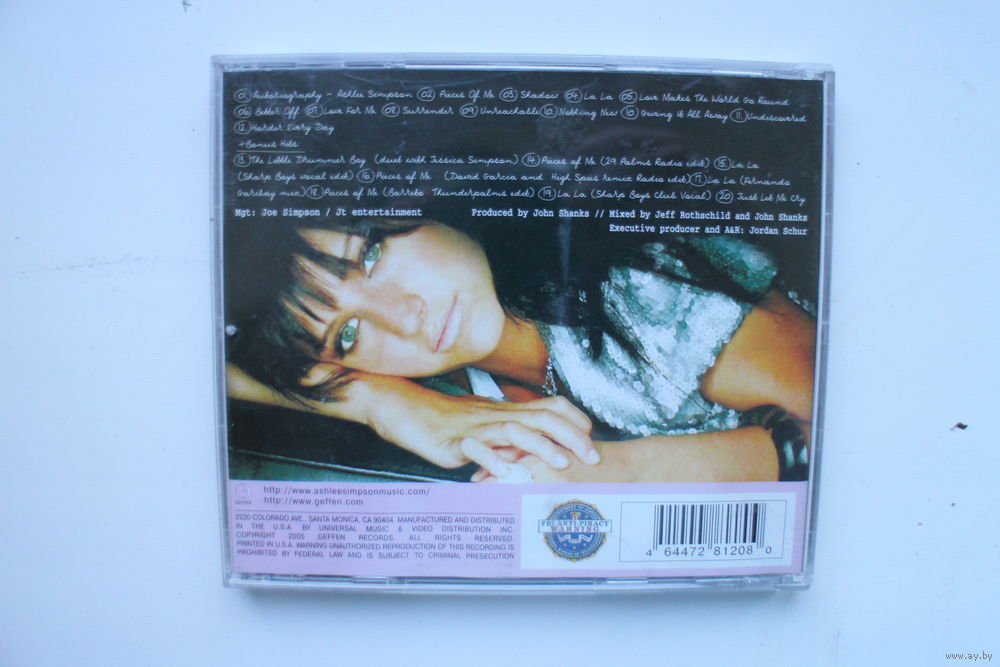 01. Autobiography - Ashlee Simpson 02 Pieces Of Me 03 Shadow 04 La La 05. Love Makes The World Go Round
06 Better Off 07. Love For Me 08 Surrender 09 Unreachable 10. Nothing New 10. Giving It All Away 11. Undiscovered
12. Harder Every Day
+Bonus Hits
13. The Little Drummer Boy (duet with Jessica Simpson) 14. Pieces of Me (29 Palms Radio edit) 15. La La
(Sharp Boys vocal edit) 16. Pieces of Me (David Garcia and High Spies remix Radio edit) 17. La La (Fernando
Garibay mix) 18 Pieces of Me (Borrebo Thunderpalms edit) 19. La La (Sharp Boys Club Vocal) 20 Just Let Me Cry
Mgt: Joe Simpson / Jt entertainment Produced by John Shanks // Mixed by Jeff Rothschild and John Shanks
Executive producer and A&R: Jordan Schur
GEFFEN
http://www.ashleesimpsonmusic.com/
http://www.geffen.com
2220 COLORADO AVE., SANTA MONICA, CA 90404. MANUFACTURED AND DISTRIBUTED
IN THE U.S.A. BY UNIVERSAL MUSIC & VIDEO DISTRIBUTION INC.
COPYRIGHT 2005 GEFFEN RECORDS. ALL RIGHTS RESERVED.
PRINTED IN U.S.A. WARNING UNAUTHORIZED REPRODUCTION OF THIS RECORDING IS
PROHIBITED BY FEDERAL LAW AND IS SUBJECT TO CRIMINAL PRESECUTION
FBI ANTI-PIRACY
WARNING
4 64472 81208 0
www.ay.by